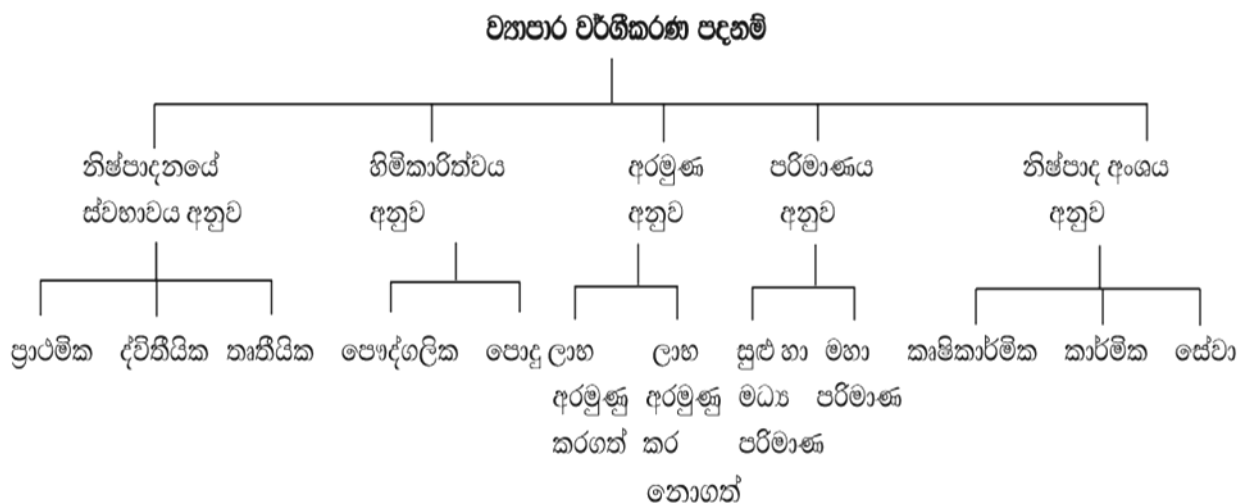 ව්‍යාපාර වර්ගීකරණ පදනම්
නිෂ්පාදනයේ හිමිකාරිත්වය අරමුණ පරිමාණය නිෂ්පාද අංශය
ස්වභාවය අනුව අනුව අනුව අනුව අනුව
ප්‍රාථමික ද්විතීයික තෘතීයික පෞද්ගලික පොදු ලාභ ලාභ සුළු හා මහා කෘෂිකාර්මික කාර්මික සේවා
අරමුණු අරමුණු මධ්‍ය පරිමාණ
කරගත් කර පරිමාණ
නොගත්